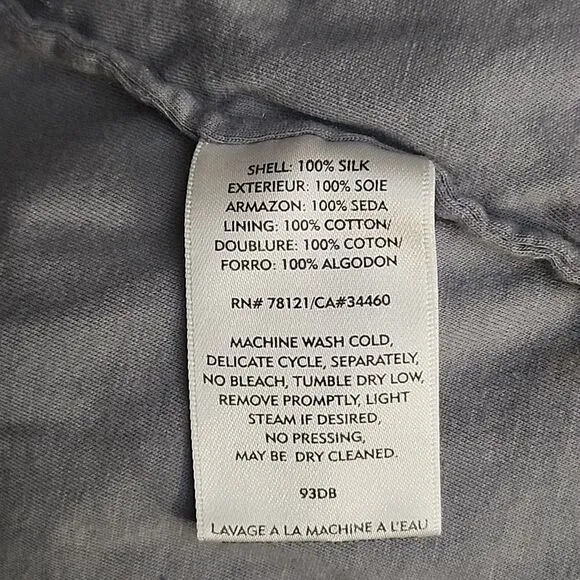 SHELL: 100% SILK
EXTERIEUR: 100% SOIE
ARMAZON: 100% SEDA
LINING: 100% COTTON/
DOUBLURE: 100% COTON/
FORRO: 100% ALGODON
RN# 78121/CA#34460
MACHINE WASH COLD,
DELICATE CYCLE, SEPARATELY,
NO BLEACH, TUMBLE DRY LOW,
REMOVE PROMPTLY, LIGHT
STEAM IF DESIRED,
NO PRESSING,
MAY BE DRY CLEANED.
93DB
LAVAGE A LA MACHINE A L'EAU